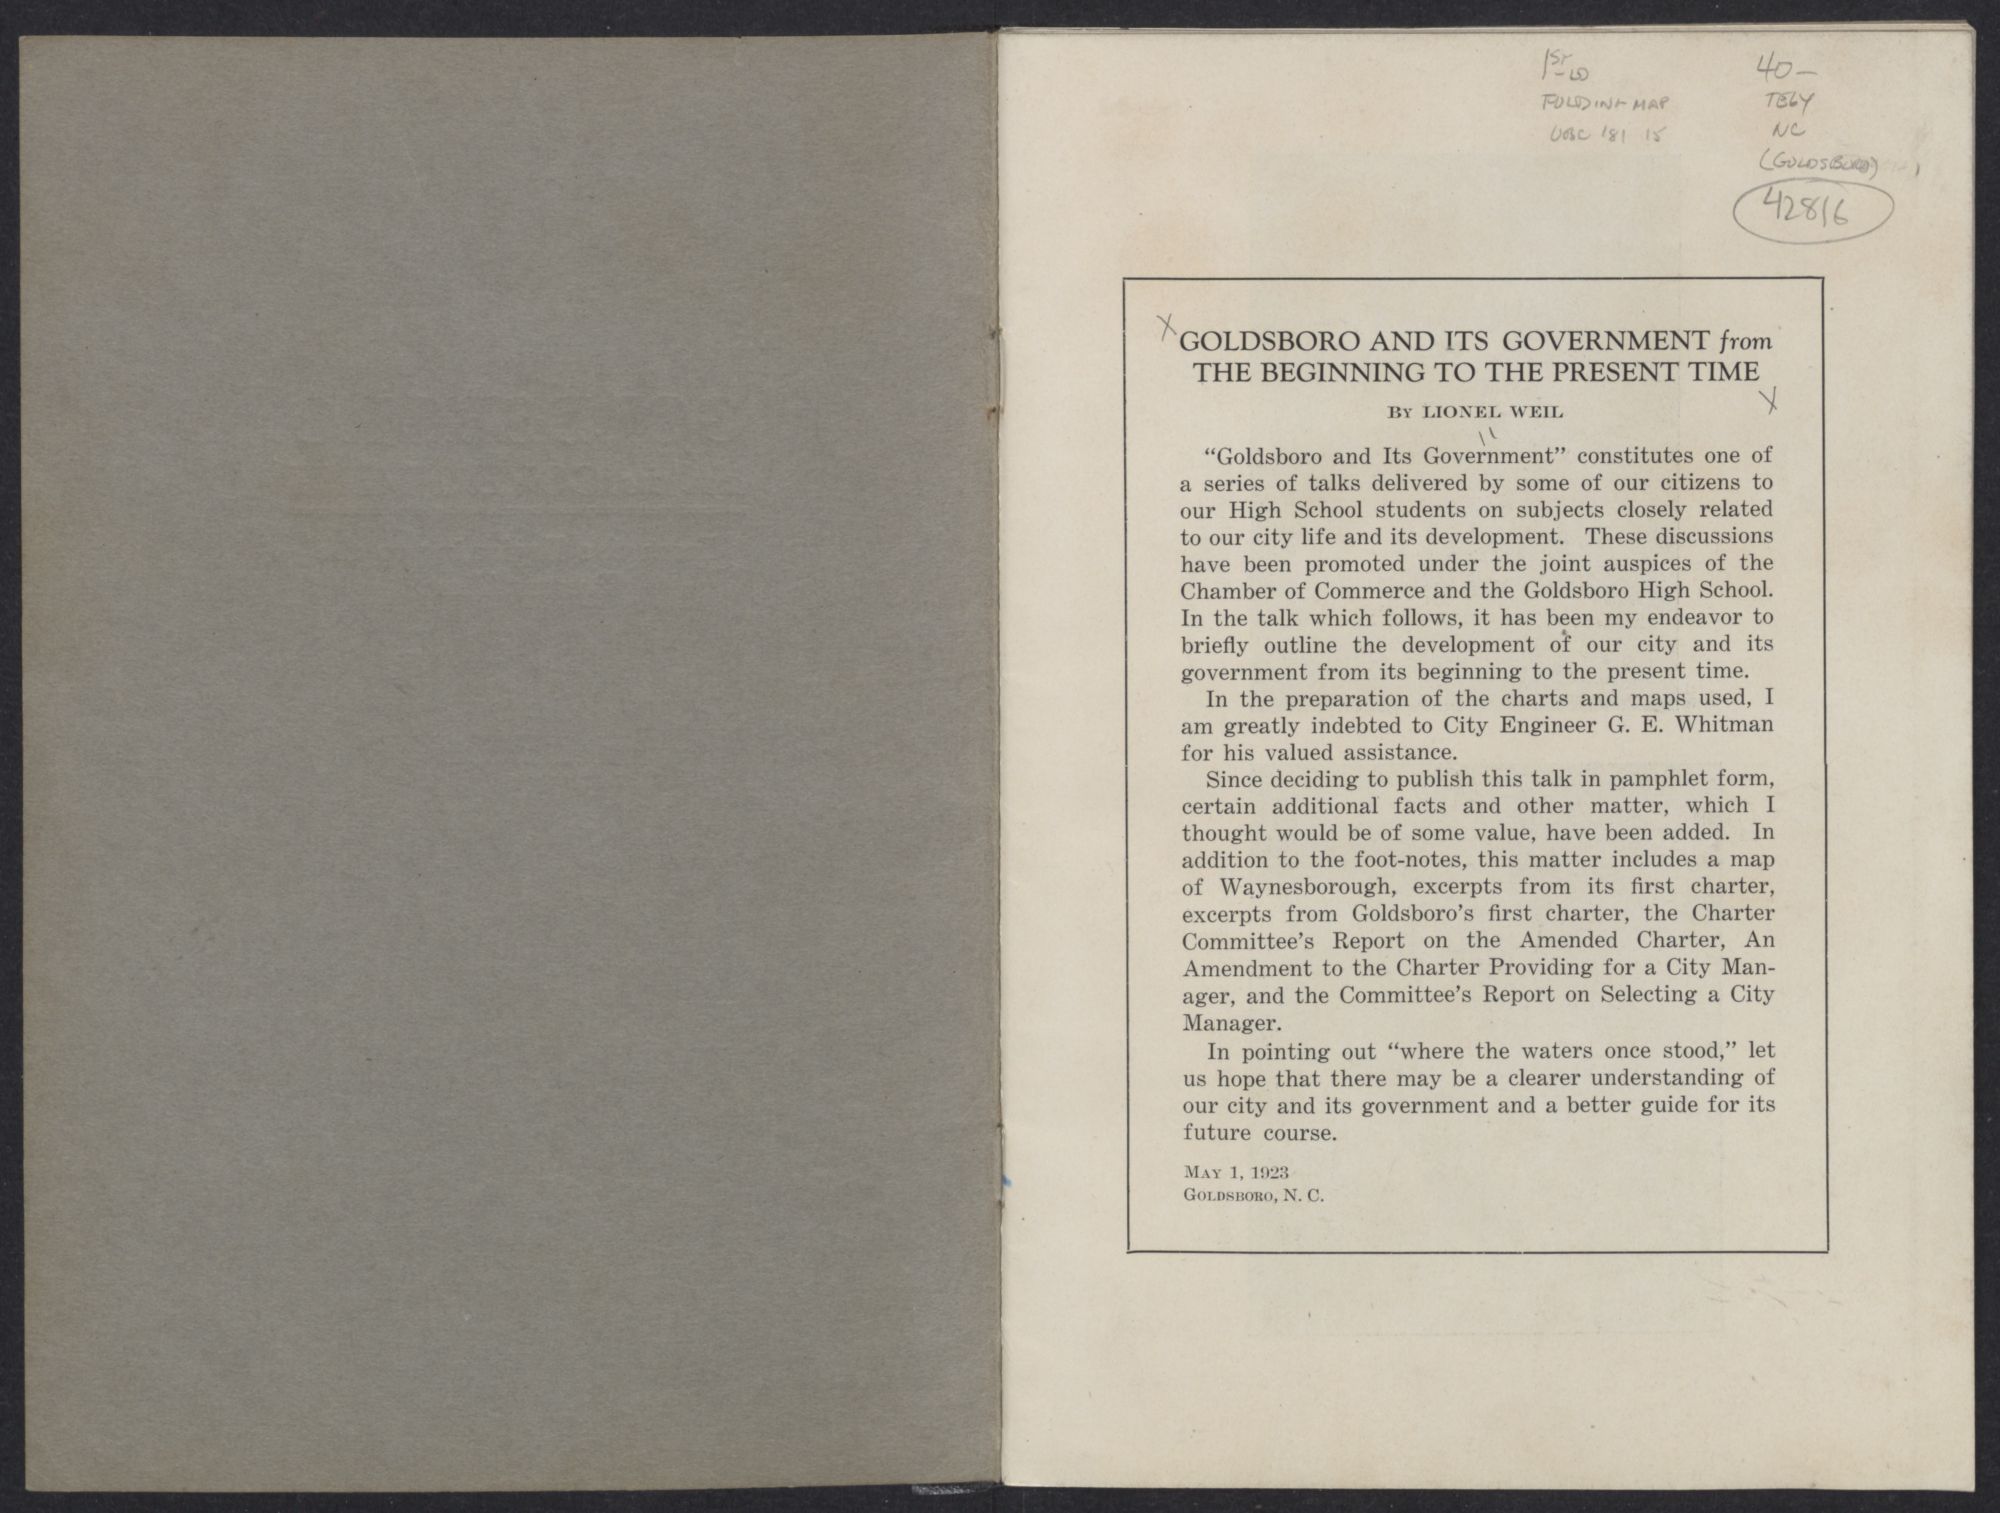 1ST
FOLDING MAP
40-
NC
(GOLDSBORO)
42816
GOLDSBORO AND ITS GOVERNMENT from
THE BEGINNING TO THE PRESENT TIME
BY LIONEL WEIL
“Goldsboro and Its Government” constitutes one of
a series of talks delivered by some of our citizens to
our High School students on subjects closely related
to our city life and its development. These discussions
have been promoted under the joint auspices of the
Chamber of Commerce and the Goldsboro High School.
In the talk which follows, it has been my endeavor to
briefly outline the development of our city and its
government from its beginning to the present time.
In the preparation of the charts and maps used, I
am greatly indebted to City Engineer G. E. Whitman
for his valued assistance.
Since deciding to publish this talk in pamphlet form,
certain additional facts and other matter, which I
thought would be of some value, have been added. In
addition to the foot-notes, this matter includes a map
of Waynesborough, excerpts from its first charter,
excerpts from Goldsboro’s first charter, the Charter
Committee’s Report on the Amended Charter, An
Amendment to the Charter Providing for a City Man-
ager, and the Committee’s Report on Selecting a City
Manager.
In pointing out “where the waters once stood,” let
us hope that there may be a clearer understanding of
our city and its government and a better guide for its
future course.
MAY 1, 1923
GOLDSBORO, N. C.